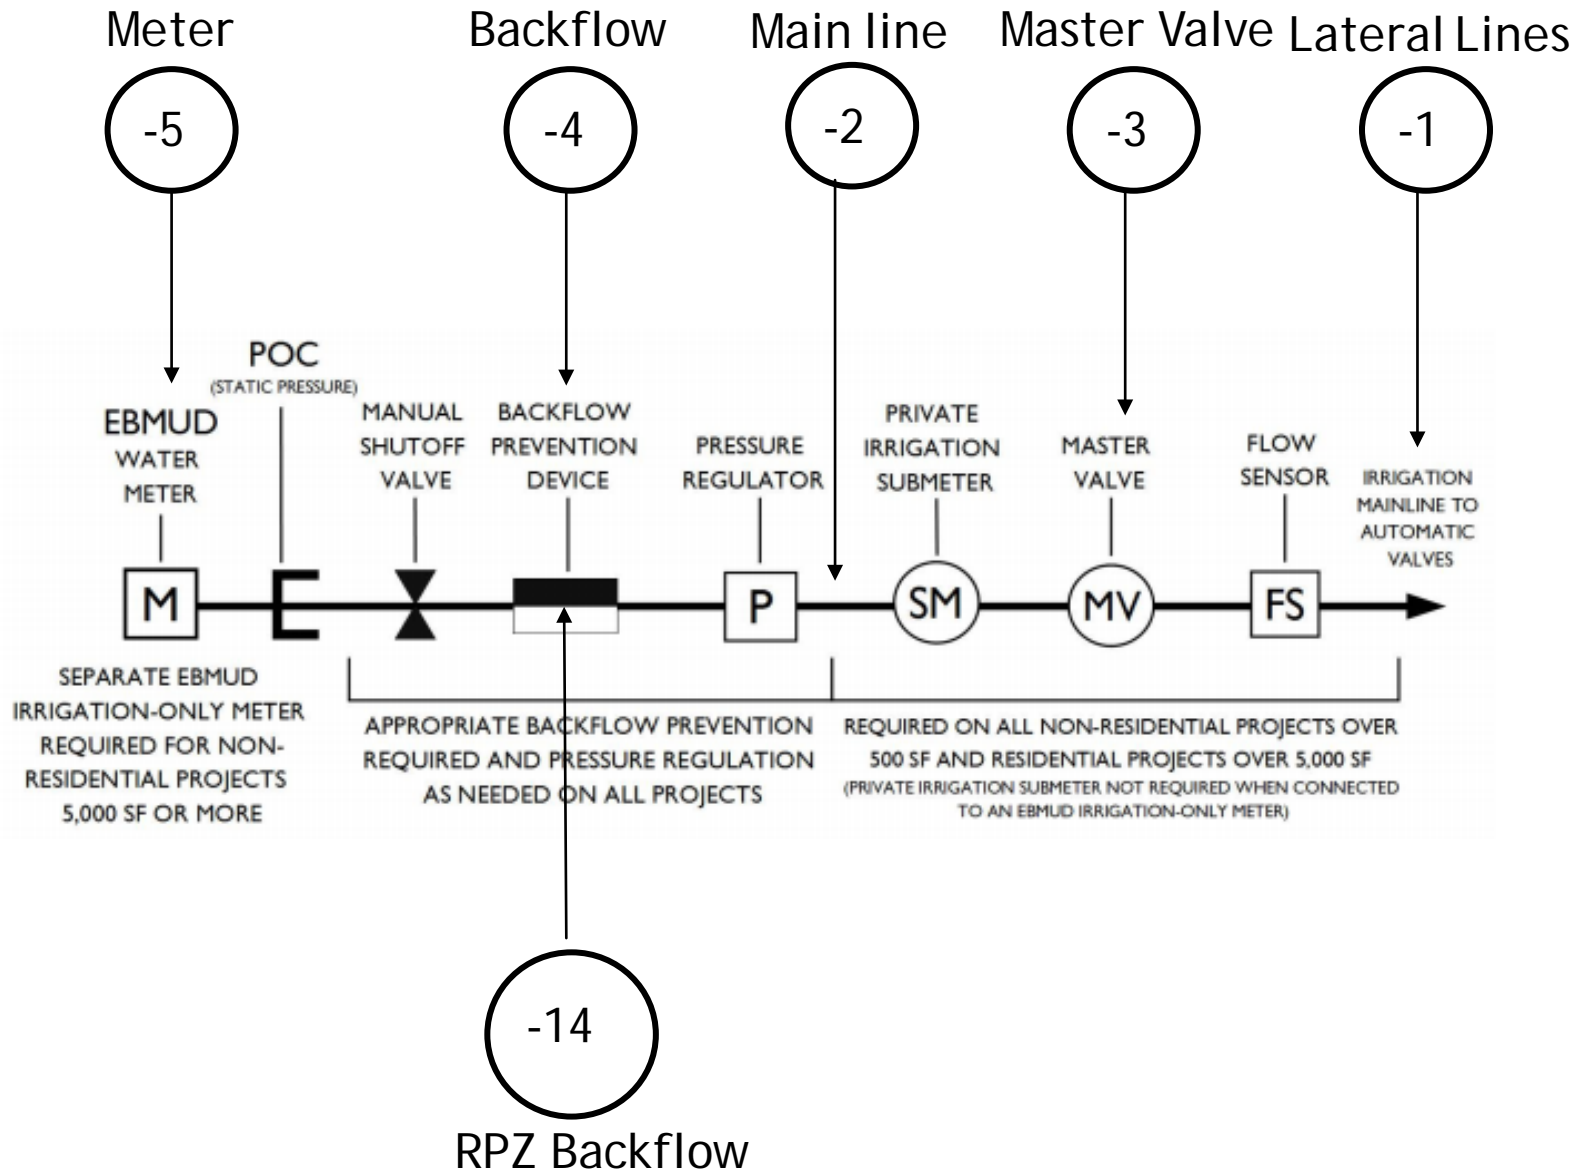 Meter
Backflow
Main line
Master Valve
Lateral Lines
-5
-4
-2
-3
-1
POC
(STATIC PRESSURE)
EBMUD
WATER
METER
MANUAL
SHUTOFF
VALVE
BACKFLOW
PREVENTION
DEVICE
PRESSURE
REGULATOR
PRIVATE
IRRIGATION
SUBMETER
MASTER
VALVE
FLOW
SENSOR
IRRIGATION
MAINLINE TO
AUTOMATIC
VALVES
M
P
SM
MV
FS
SEPARATE EBMUD
IRRIGATION-ONLY METER
REQUIRED FOR NON-
RESIDENTIAL PROJECTS
5,000 SF OR MORE
APPROPRIATE BACKFLOW PREVENTION
REQUIRED AND PRESSURE REGULATION
AS NEEDED ON ALL PROJECTS
REQUIRED ON ALL NON-RESIDENTIAL PROJECTS OVER
500 SF AND RESIDENTIAL PROJECTS OVER 5,000 SF
(PRIVATE IRRIGATION SUBMETER NOT REQUIRED WHEN CONNECTED
TO AN EBMUD IRRIGATION-ONLY METER)
-14
RPZ Backflow